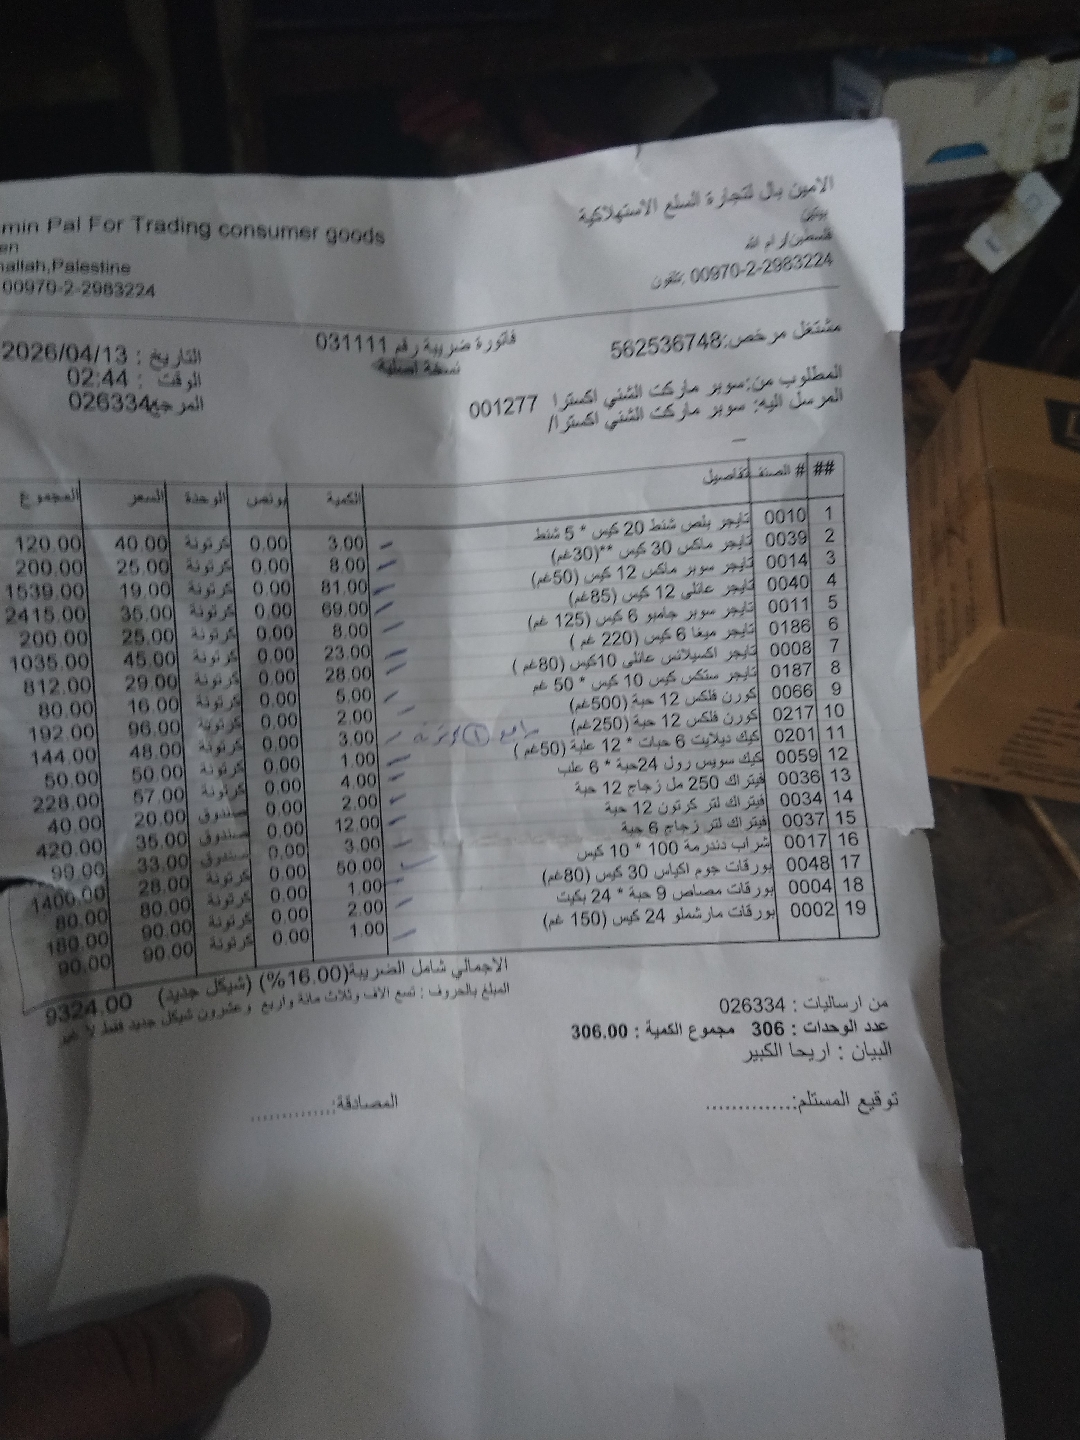 الامين بال لتجارة السلع الاستهلاكية
بيتين
فلسطين/رام الله
تلفون: 00970-2-2983224
min Pal For Trading consumer goods
en
mallah,Palestine
00970-2-2983224
مشتغل مرخص:562536748
فاتورة ضريبة رقم 031111
نسخة اصلية
التاريخ : 2026/04/13
الوقت : 02:44
المرجع 026334
المطلوب من:سوبر ماركت الشني اكسترا 001277
المرسل اليه: سوبر ماركت الشني اكسترا/
## # الصنف تفاصيل الكمية بونص الوحدة السعر المجموع
1 0010 تايجر بلص شنط 20 كيس * 5 شنط 3.00 0.00 كرتونة 40.00 120.00
2 0039 تايجر ماكس 30 كيس **(30غم) 8.00 0.00 كرتونة 25.00 200.00
3 0014 تايجر سوبر ماكس 12 كيس (50غم) 81.00 0.00 كرتونة 19.00 1539.00
4 0040 تايجر عائلي 12 كيس (85غم) 69.00 0.00 كرتونة 35.00 2415.00
5 0011 تايجر سوبر جامبو 6 كيس (125 غم) 8.00 0.00 كرتونة 25.00 200.00
6 0186 تايجر ميغا 6 كيس (220 غم ) 23.00 0.00 كرتونة 45.00 1035.00
7 0008 تايجر اكسيلانس عائلي 10كيس (80غم ) 28.00 0.00 كرتونة 29.00 812.00
8 0187 تايجر ستكس كيس 10 كيس * 50 غم 5.00 0.00 كرتونة 16.00 80.00
9 0066 كورن فلكس 12 حبة (500غم) 2.00 0.00 كرتونة 96.00 192.00
10 0217 كورن فلكس 12 حبة (250غم) 3.00 0.00 كرتونة 48.00 144.00
راجع 1 كرتونة
11 0201 كيك ديلايت 6 حبات * 12 علبة (50غم ) 1.00 0.00 كرتونة 50.00 50.00
12 0059 كيك سويس رول 24حبة * 6 علب 4.00 0.00 كرتونة 57.00 228.00
13 0036 فيتراك 250 مل زجاج 12 حبة 2.00 0.00 صندوق 20.00 40.00
14 0034 فيتراك لتر كرتون 12 حبة 12.00 0.00 صندوق 35.00 420.00
15 0037 فيتراك لتر زجاج 6 حبة 3.00 0.00 صندوق 33.00 99.00
16 0017 شراب دندرمة 100 * 10 كيس 50.00 0.00 كرتونة 28.00 1400.00
17 0048 بورقات جوم اكياس 30 كيس (80غم) 1.00 0.00 كرتونة 80.00 80.00
18 0004 بورقات مصاص 9 حبة * 24 بكيت 2.00 0.00 كرتونة 90.00 180.00
19 0002 بورقات مارشملو 24 كيس (150 غم) 1.00 0.00 كرتونة 90.00 90.00
الاجمالي شامل الضريبة(16.00%) (شيكل جديد) 9324.00
المبلغ بالحروف : تسع الاف وثلاث مائة واربع وعشرون شيكل جديد فقط لا غير
من ارساليات : 026334
عدد الوحدات : 306 مجموع الكمية : 306.00
البيان : اريحا الكبير
توقيع المستلم:..............
المصادقة:..............